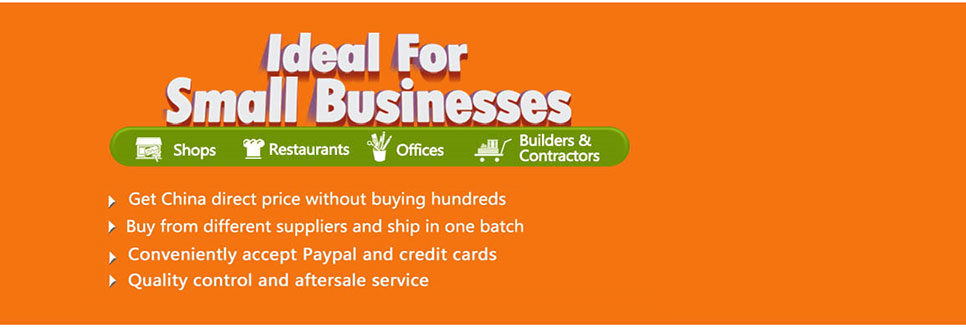 Ideal For
Small Businesses
Shops
Restaurants
Offices
Builders &
Contractors
Get China direct price without buying hundreds
Buy from different suppliers and ship in one batch
Conveniently accept Paypal and credit cards
Quality control and aftersale service